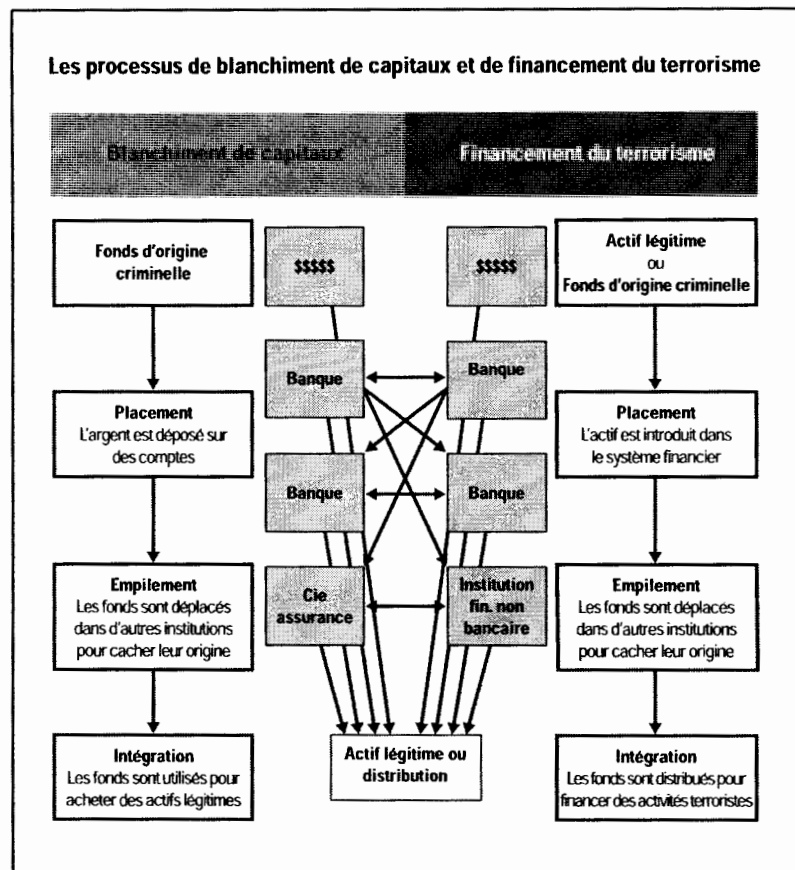 Les processus de blanchiment de capitaux et de financement du terrorisme
Blanchiment de capitaux
Financement du terrorisme
Fonds d'origine
criminelle
$$$$$
$$$$$
Actif légitime
ou
Fonds d'origine criminelle
Banque
Banque
Placement
L'argent est déposé sur
des comptes
Placement
L'actif est introduit dans
le système financier
Banque
Banque
Empilement
Les fonds sont déplacés
dans d'autres institutions
pour cacher leur origine
Cie
assurance
Institution
fin. non
bancaire
Empilement
Les fonds sont déplacés
dans d'autres institutions
pour cacher leur origine
Intégration
Les fonds sont utilisés pour
acheter des actifs légitimes
Actif légitime ou
distribution
Intégration
Les fonds sont distribués pour
financer des activités terroristes